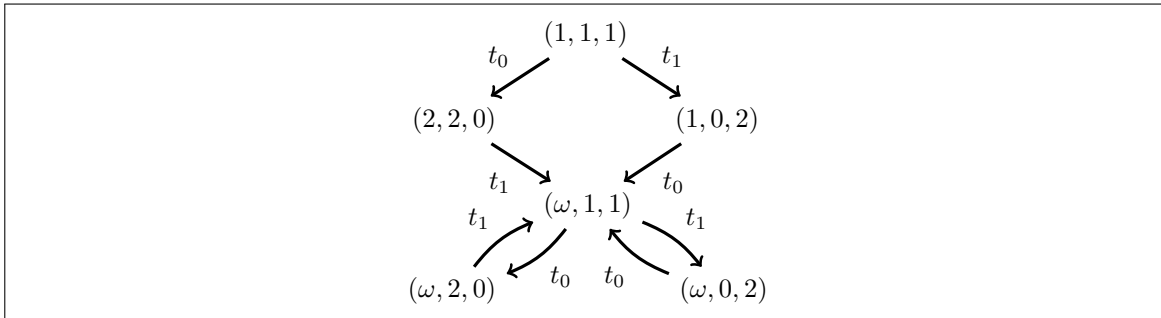 (1, 1, 1)
t₀ t₁
(2, 2, 0) (1, 0, 2)
t₁ t₀
(ω, 1, 1)
t₁ t₁
t₀ t₀
(ω, 2, 0) (ω, 0, 2)